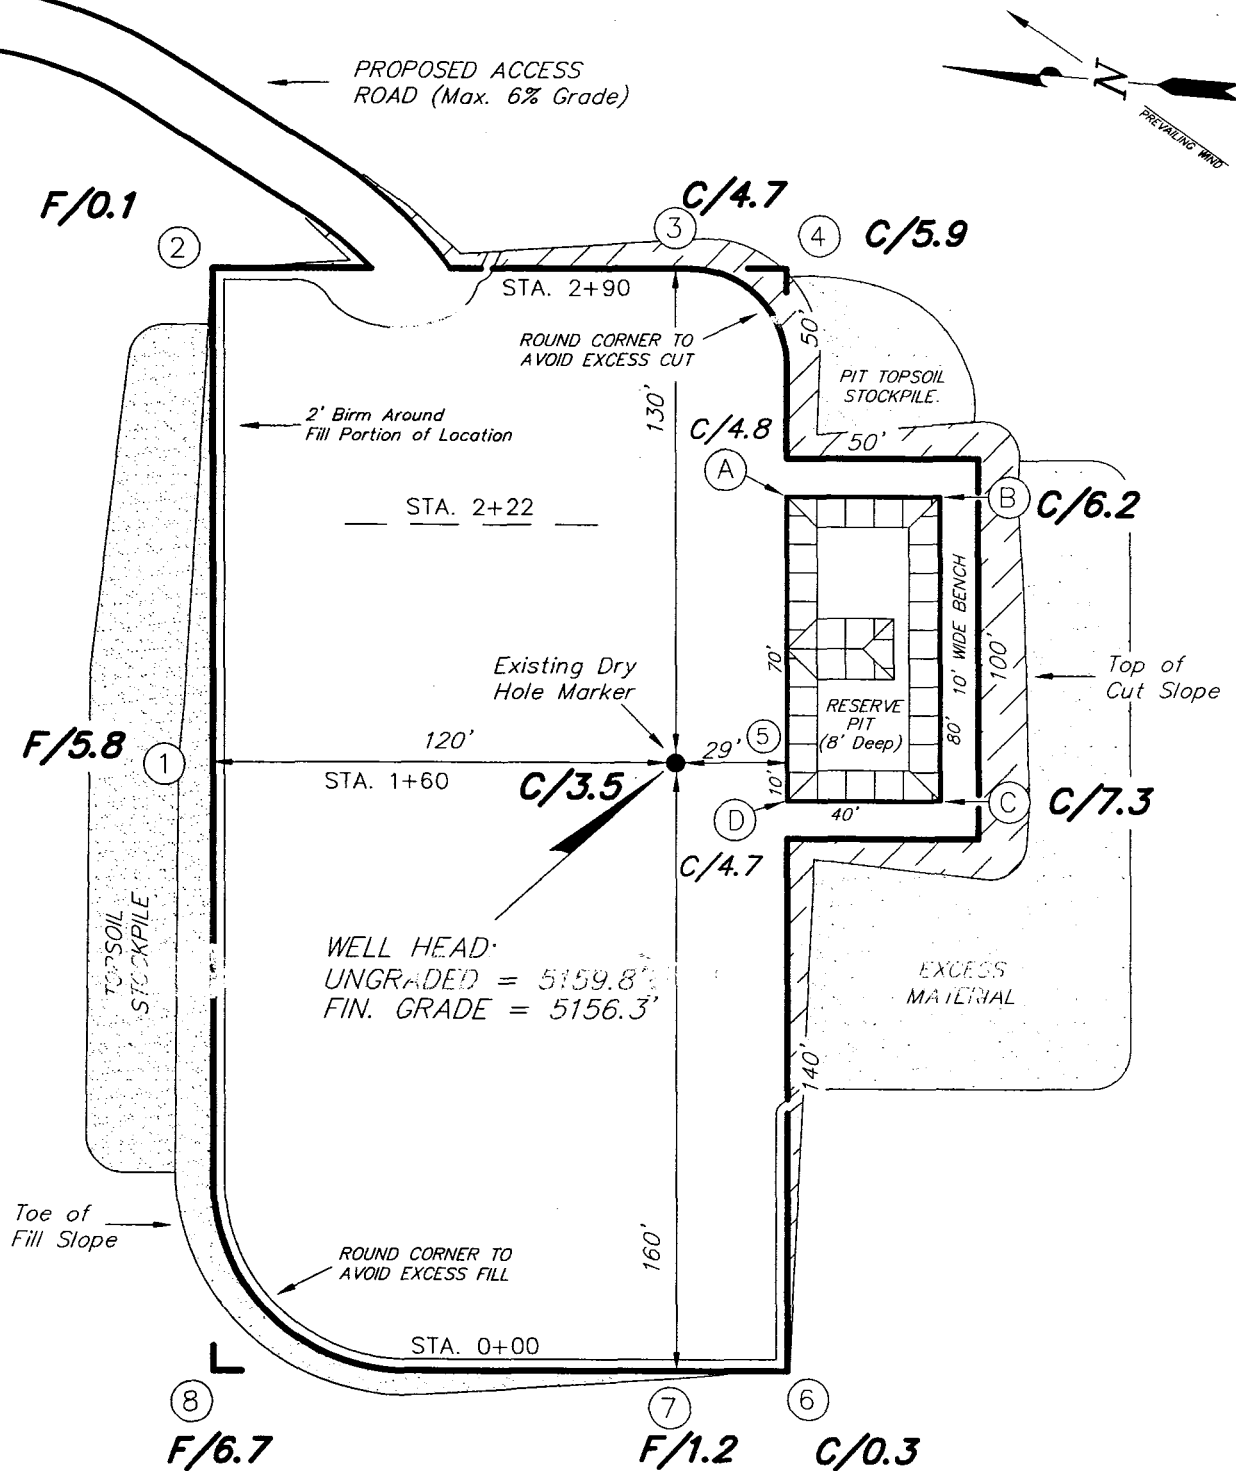 PROPOSED ACCESS
ROAD (Max. 6% Grade)
N
PREVAILING WIND
F/0.1
2
C/4.7
3
4
C/5.9
STA. 2+90
ROUND CORNER TO
AVOID EXCESS CUT
50'
PIT TOPSOIL
STOCKPILE.
130'
2' Birm Around
Fill Portion of Location
C/4.8
50'
A
B
C/6.2
STA. 2+22
10' WIDE BENCH
100'
70'
Existing Dry
Hole Marker
Top of
Cut Slope
RESERVE
PIT
(8' Deep)
80'
F/5.8
1
120'
29'
5
STA. 1+60
C/3.5
10'
D
40'
C
C/7.3
C/4.7
TOPSOIL
STOCKPILE
WELL HEAD:
UNGRADED = 5159.8'
FIN. GRADE = 5156.3'
EXCESS
MATERIAL
140'
Toe of
Fill Slope
160'
ROUND CORNER TO
AVOID EXCESS FILL
STA. 0+00
8
7
6
F/6.7
F/1.2
C/0.3